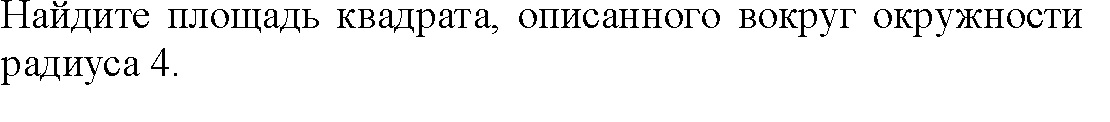 Найдите площадь квадрата, описанного вокруг окружности
радиуса 4.